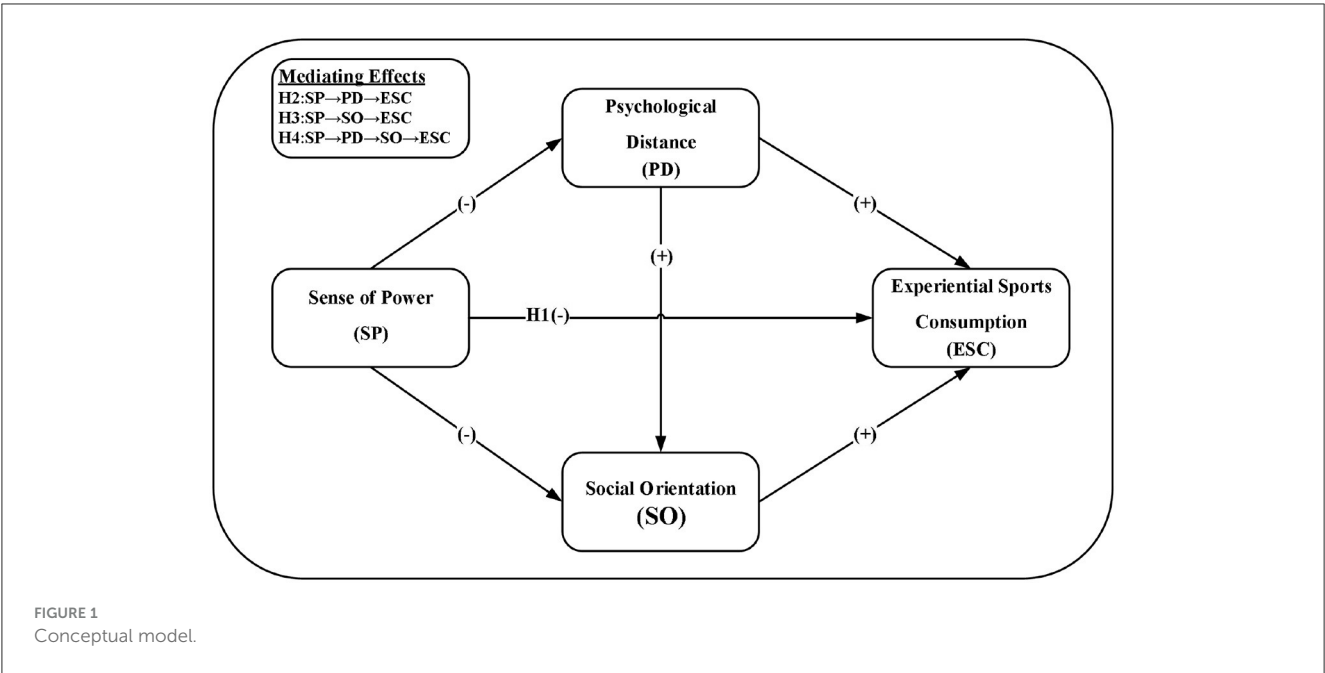 Mediating Effects
H2:SP→PD→ESC
H3:SP→SO→ESC
H4:SP→PD→SO→ESC
Psychological
Distance
(PD)
(-)
(+)
(+)
Sense of Power
(SP)
H1(-)
Experiential Sports
Consumption
(ESC)
(-)
(+)
Social Orientation
(SO)
FIGURE 1
Conceptual model.